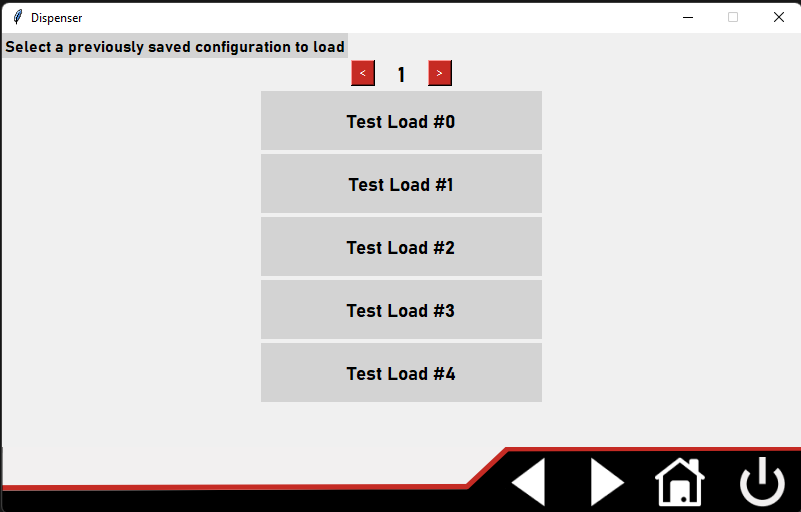 Dispenser
Select a previously saved configuration to load
< 1 >
Test Load #0
Test Load #1
Test Load #2
Test Load #3
Test Load #4